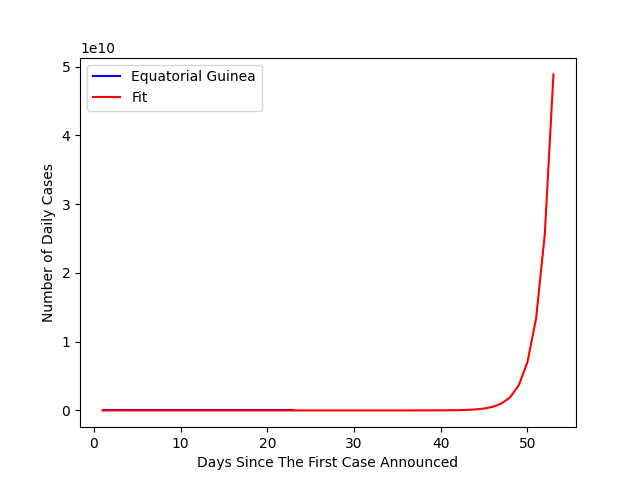 1e10
Equatorial Guinea
Fit
5
4
3
2
1
0
Number of Daily Cases
0 10 20 30 40 50
Days Since The First Case Announced